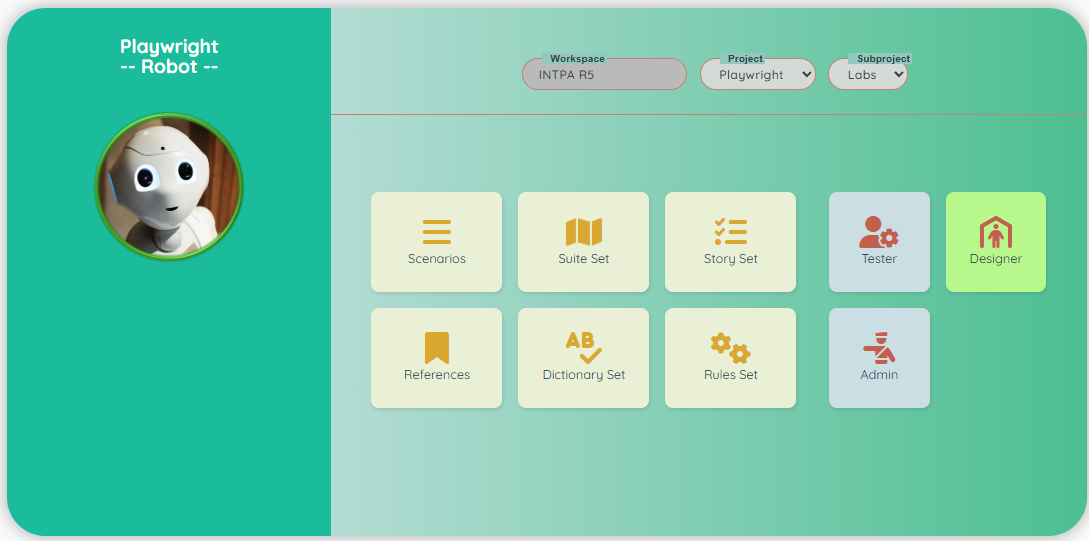 Playwright
-- Robot --
Workspace
INTPA R5
Project
Playwright
Subproject
Labs
Scenarios
Suite Set
Story Set
Tester
Designer
References
AB
Dictionary Set
Rules Set
Admin